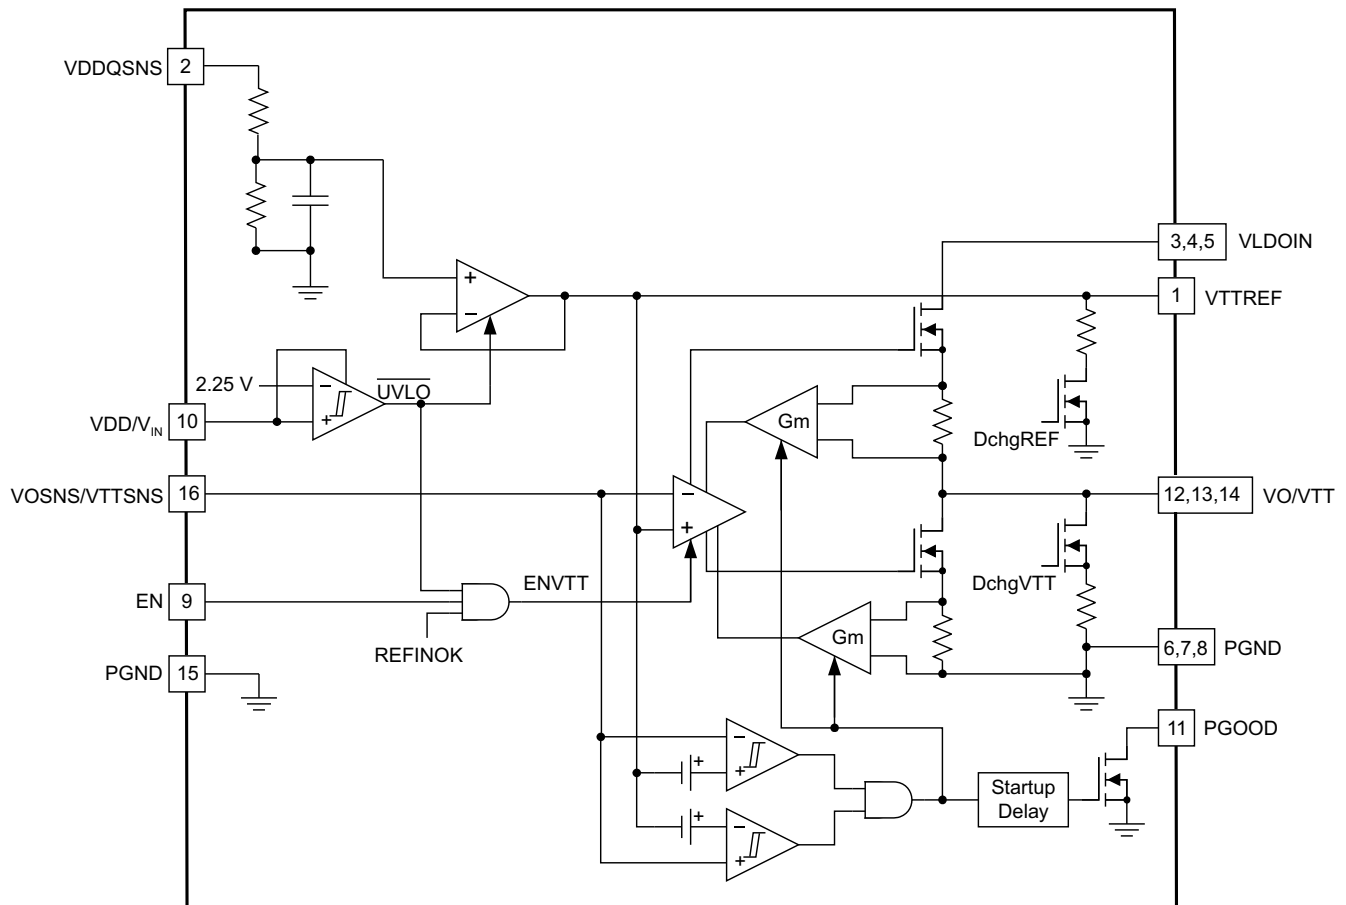 VDDQSNS 2
3,4,5 VLDOIN
+
1 VTTREF
−
2.25 V
−
UVLO
VDD/VIN 10
+
Gm
DchgREF
VOSNS/VTTSNS 16
−
12,13,14 VO/VTT
+
DchgVTT
EN 9
ENVTT
REFINOK
Gm
6,7,8 PGND
PGND 15
11 PGOOD
−
+
+
Startup
Delay
+
−
+